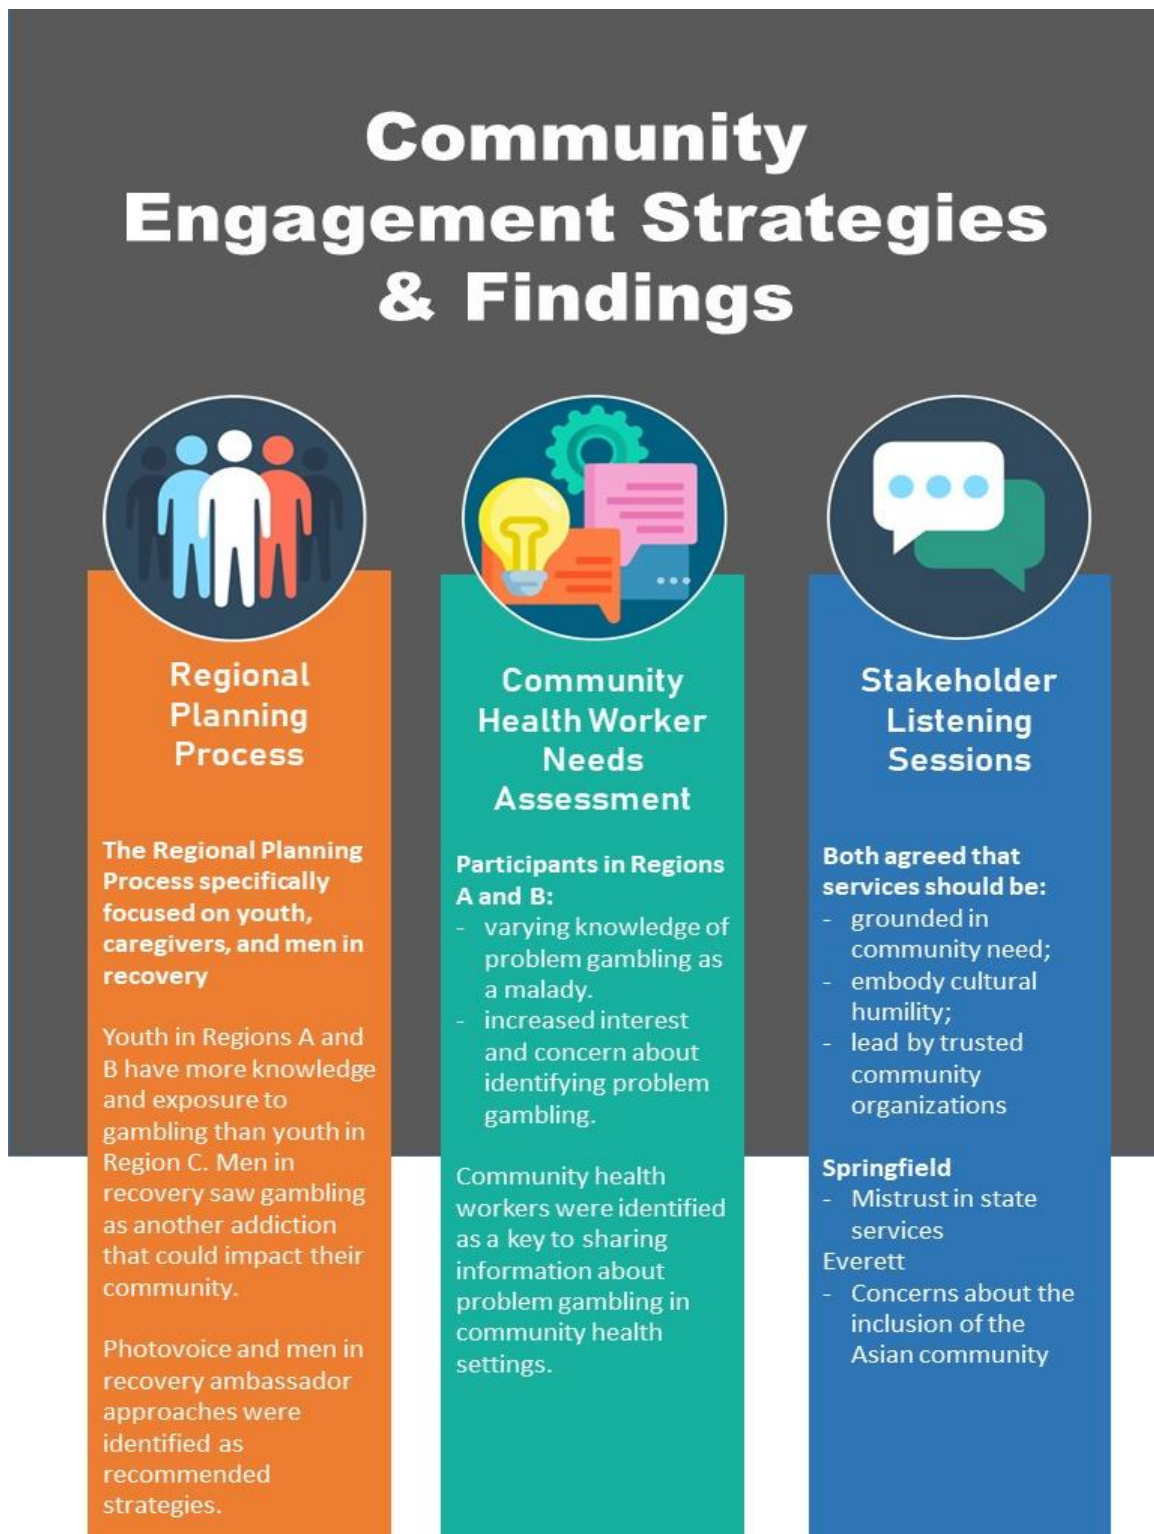 Community
Engagement Strategies
& Findings
Regional
Planning
Process
The Regional Planning
Process specifically
focused on youth,
caregivers, and men in
recovery
Youth in Regions A and
B have more knowledge
and exposure to
gambling than youth in
Region C. Men in
recovery saw gambling
as another addiction
that could impact their
community.
Photovoice and men in
recovery ambassador
approaches were
identified as
recommended
strategies.
Community
Health Worker
Needs
Assessment
Participants in Regions
A and B:
- varying knowledge of
problem gambling as
a malady.
- increased interest
and concern about
identifying problem
gambling.
Community health
workers were identified
as a key to sharing
information about
problem gambling in
community health
settings.
Stakeholder
Listening
Sessions
Both agreed that
services should be:
- grounded in
community need;
- embody cultural
humility;
- lead by trusted
community
organizations
Springfield
- Mistrust in state
services
Everett
- Concerns about the
inclusion of the
Asian community